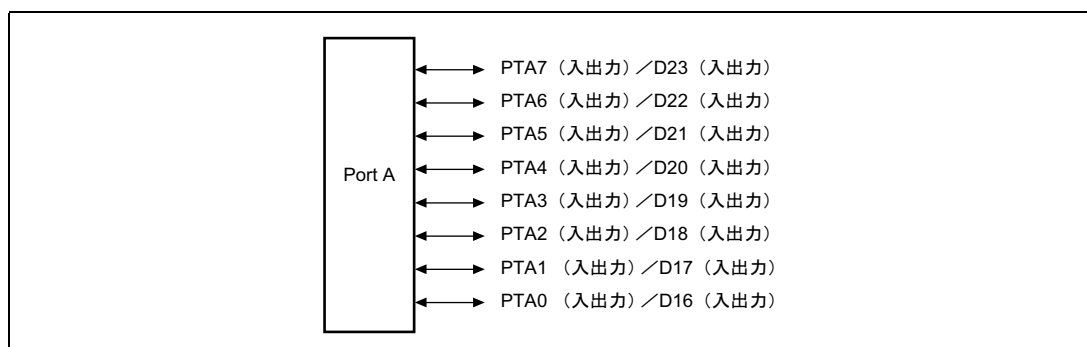 Port A
PTA7（入出力）／D23（入出力）
PTA6（入出力）／D22（入出力）
PTA5（入出力）／D21（入出力）
PTA4（入出力）／D20（入出力）
PTA3（入出力）／D19（入出力）
PTA2（入出力）／D18（入出力）
PTA1 （入出力）／D17（入出力）
PTA0 （入出力）／D16（入出力）